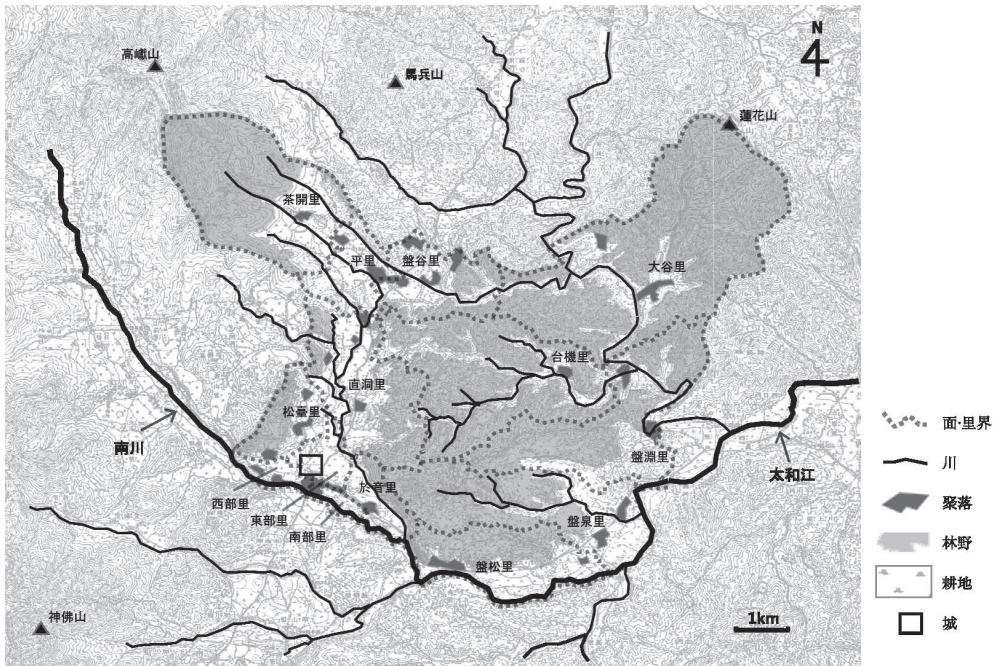 高巘山
馬兵山
N
4
蓮花山
茶開里
平里
盤谷里
大谷里
台機里
直洞里
松臺里
南川
盤淵里
太和江
西部里
東部里
南部里
於音里
盤泉里
盤松里
神佛山
1km
面·里界
川
聚落
林野
耕地
城